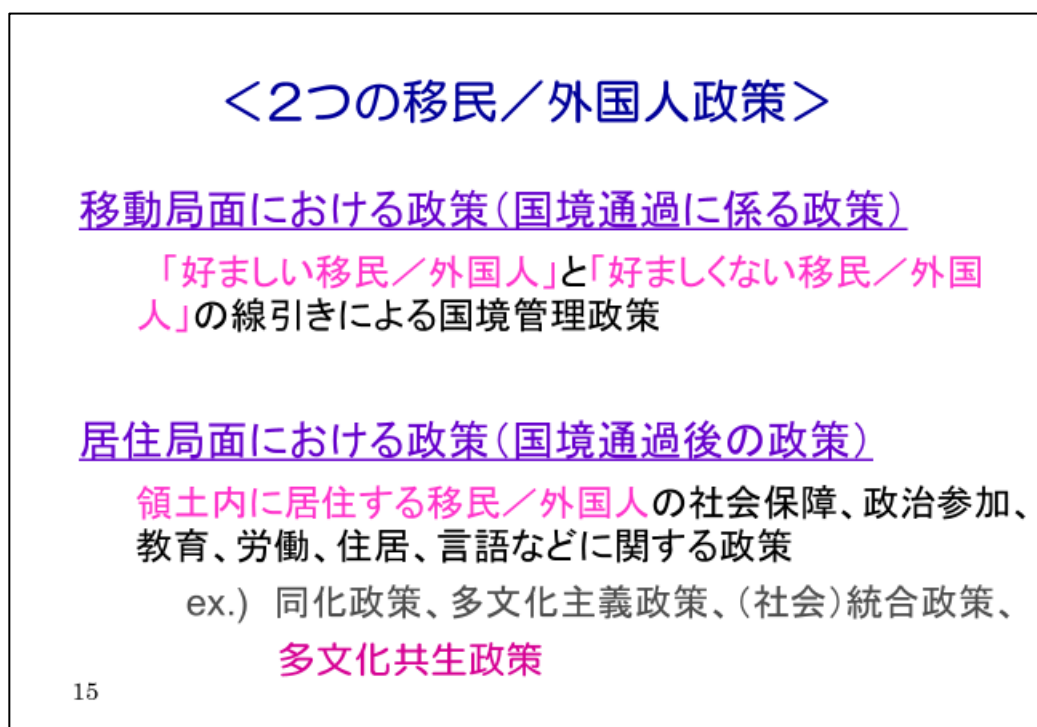 ＜２つの移民／外国人政策＞
移動局面における政策（国境通過に係る政策）
「好ましい移民／外国人」と「好ましくない移民／外国
人」の線引きによる国境管理政策
居住局面における政策（国境通過後の政策）
領土内に居住する移民／外国人の社会保障、政治参加、
教育、労働、住居、言語などに関する政策
ex.) 同化政策、多文化主義政策、（社会）統合政策、
多文化共生政策
15